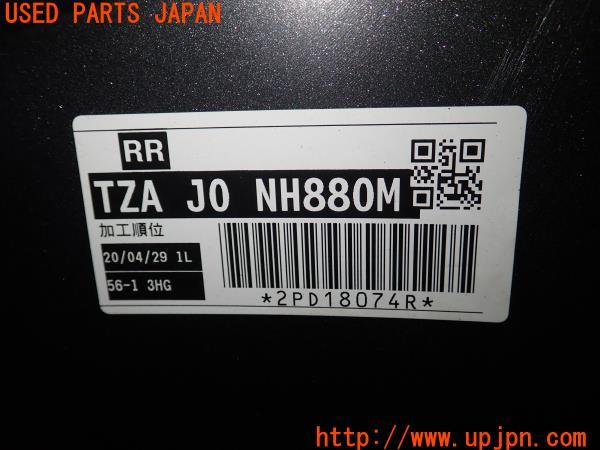 USED PARTS JAPAN
RR
TZA J0 NH880M
加工順位
20/04/29 1L
56-1 3HG
*2PD18074R*
http://www.upjpn.com/